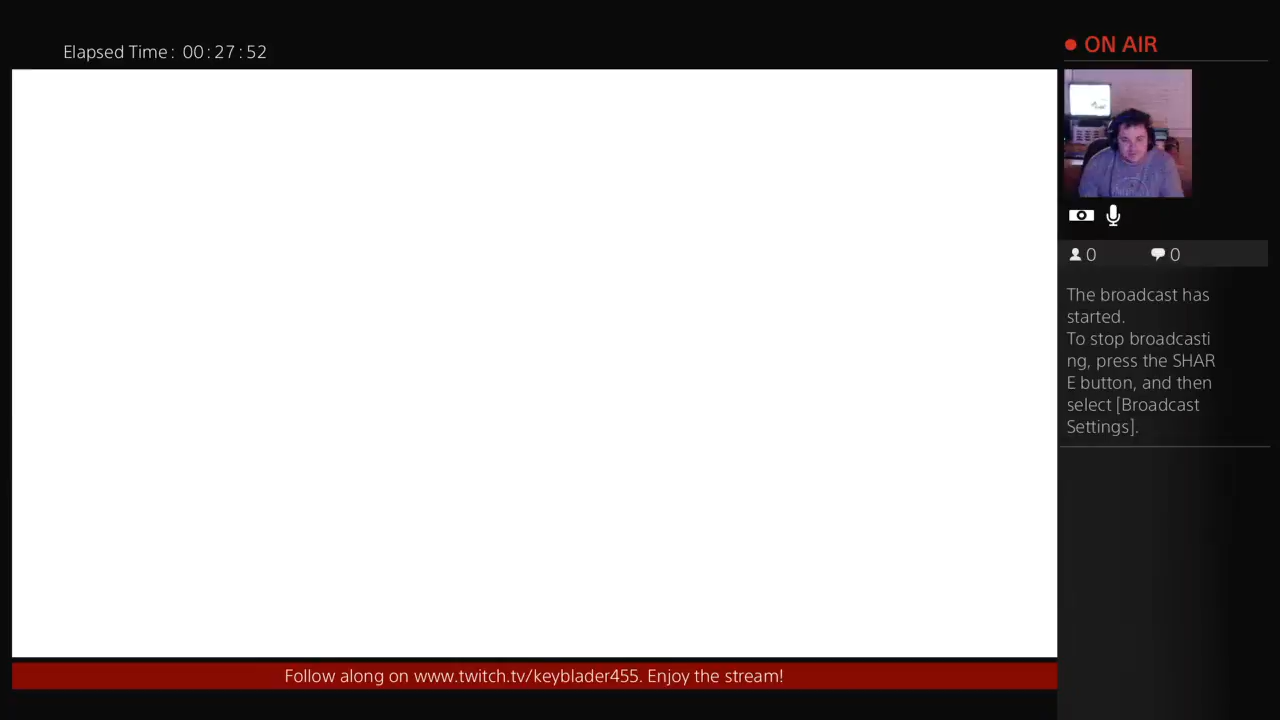 Elapsed Time: 00:27:52
ON AIR
0 0
The broadcast has
started.
To stop broadcasti
ng, press the SHAR
E button, and then
select [Broadcast
Settings].
Follow along on www.twitch.tv/keyblader455. Enjoy the stream!